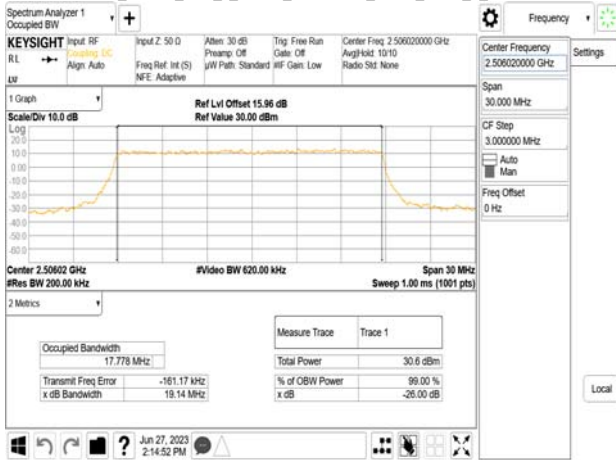 Spectrum Analyzer 1
Occupied BW
+
Frequency
KEYSIGHT Input: RF
RL Coupling: DC
Align: Auto
LXI
Input Z: 50 Ω
Freq Ref: Int (S)
NFE: Adaptive
Atten: 30 dB
Preamp: Off
µW Path: Standard
Trig: Free Run
Gate: Off
#IF Gain: Low
Center Freq: 2.506020000 GHz
Avg|Hold: 10/10
Radio Std: None
Center Frequency
2.506020000 GHz
Settings
Span
30.000 MHz
CF Step
3.000000 MHz
Auto
Man
Freq Offset
0 Hz
Local
1 Graph
Scale/Div 10.0 dB
Ref Lvl Offset 15.96 dB
Ref Value 30.00 dBm
Log
20.0
10.0
0.00
-10.0
-20.0
-30.0
-40.0
-50.0
-60.0
Center 2.50602 GHz
#Res BW 200.00 kHz
#Video BW 620.00 kHz
Span 30 MHz
Sweep 1.00 ms (1001 pts)
2 Metrics
Occupied Bandwidth
17.778 MHz
Transmit Freq Error -161.17 kHz
x dB Bandwidth 19.14 MHz
Measure Trace Trace 1
Total Power 30.6 dBm
% of OBW Power 99.00 %
x dB -26.00 dB
?
Jun 27, 2023
2:14:52 PM